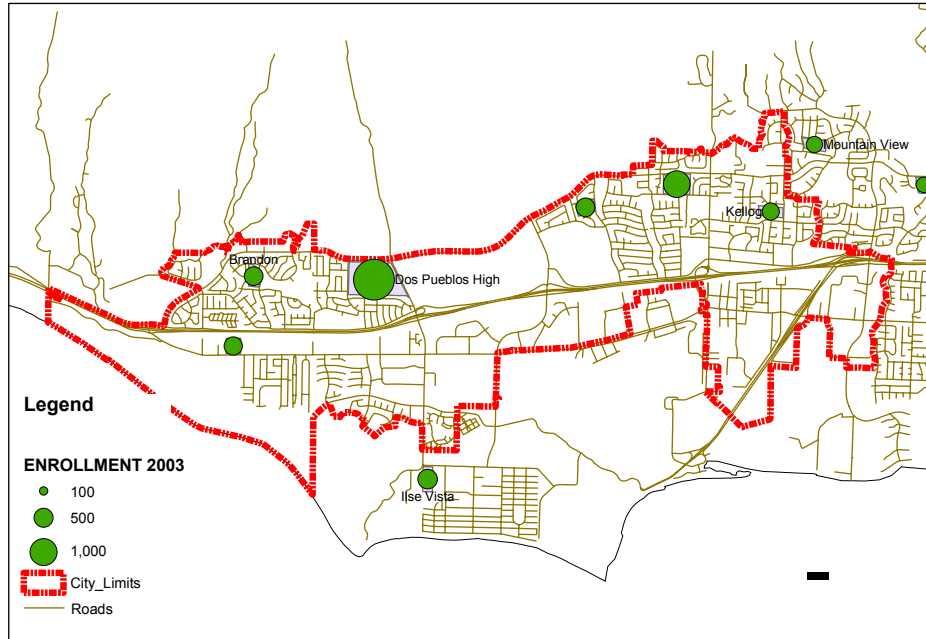 Mountain View
Kellog
Brandon
Dos Pueblos High
Legend
ENROLLMENT 2003
100
500
1,000
City_Limits
Roads
Ilse Vista